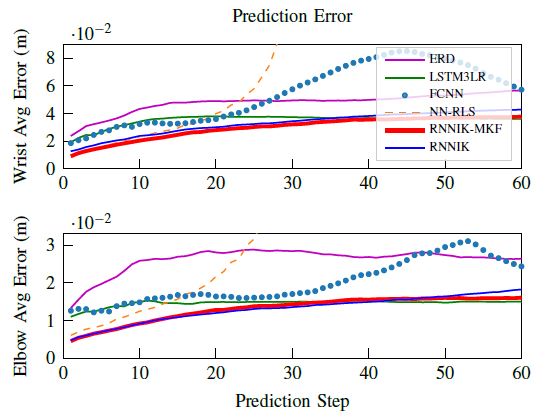 Prediction Error
·10⁻²
Wrist Avg Error (m)
8
6
4
2
0
0 10 20 30 40 50 60
ERD
LSTM3LR
FCNN
NN-RLS
RNNIK-MKF
RNNIK
·10⁻²
Elbow Avg Error (m)
3
2
1
0
0 10 20 30 40 50 60
Prediction Step